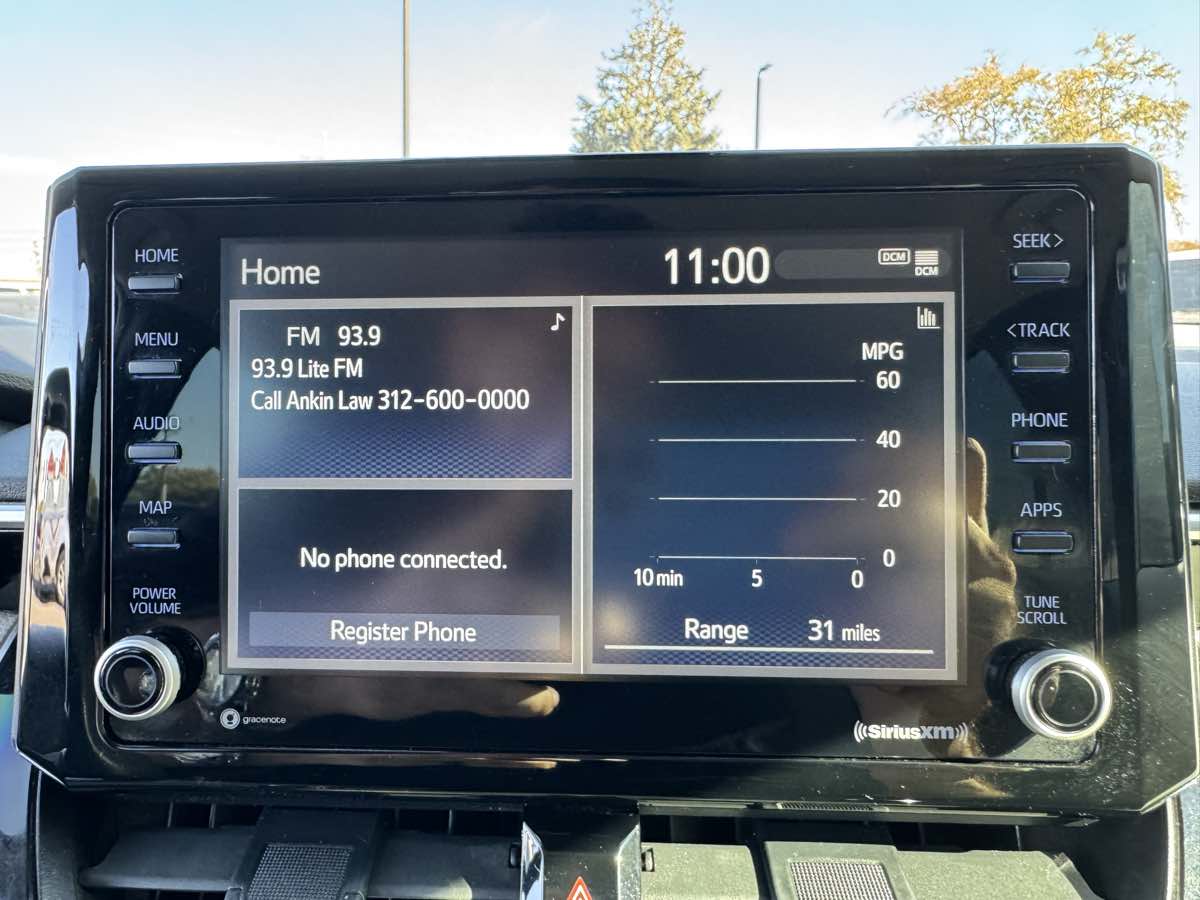 HOME
MENU
AUDIO
MAP
POWER
VOLUME
Home
11:00
DCM
DCM
FM 93.9
93.9 Lite FM
Call Ankin Law 312-600-0000
No phone connected.
Register Phone
MPG
60
40
20
0
10 min 5 0
Range 31 miles
SEEK>
<TRACK
PHONE
APPS
TUNE
SCROLL
gracenote
((SiriusXM))